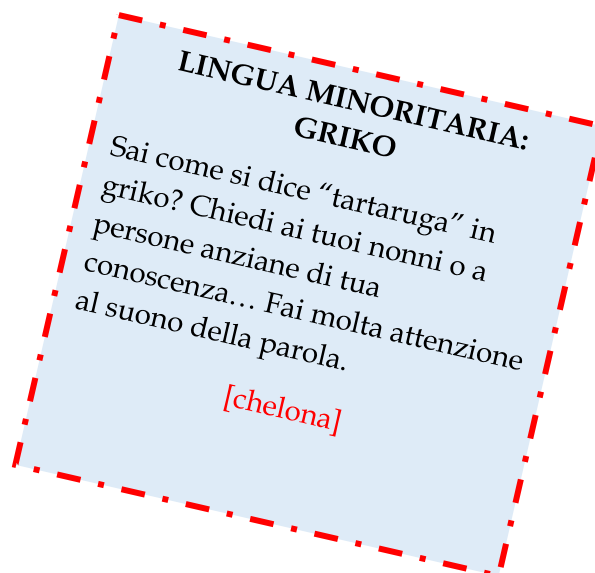 LINGUA MINORITARIA:
GRIKO
Sai come si dice “tartaruga” in
griko? Chiedi ai tuoi nonni o a
persone anziane di tua
conoscenza… Fai molta attenzione
al suono della parola.
[chelona]